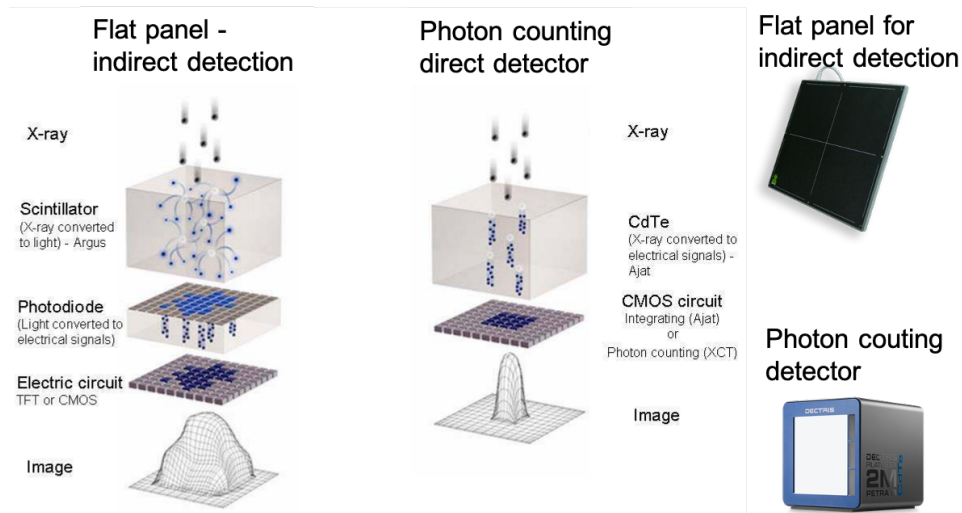 Flat panel -
indirect detection
X-ray
Scintillator
(X-ray converted
to light) - Argus
Photodiode
(Light converted to
electrical signals)
Electric circuit
TFT or CMOS
Image
Photon counting
direct detector
X-ray
CdTe
(X-ray converted to
electrical signals) -
Ajat
CMOS circuit
Integrating (Ajat)
or
Photon counting (XCT)
Image
Flat panel for
indirect detection
Photon couting
detector
DECTRIS
2M
CdTe